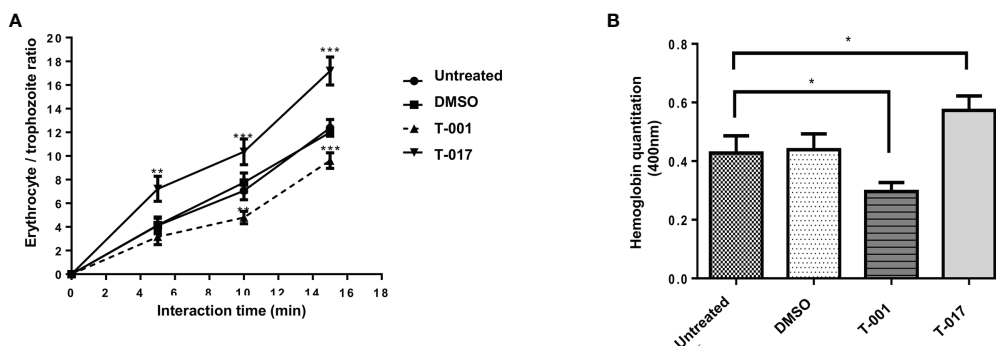 A
Erythrocyte / trophozoite ratio
20
18
16
14
12
10
8
6
4
2
0
0 2 4 6 8 10 12 14 16 18
Interaction time (min)
**
***
**
***
***
Untreated
DMSO
T-001
T-017
B
Hemoglobin quantitation
(400nm)
0.8
0.6
0.4
0.2
0.0
*
*
Untreated
DMSO
T-001
T-017